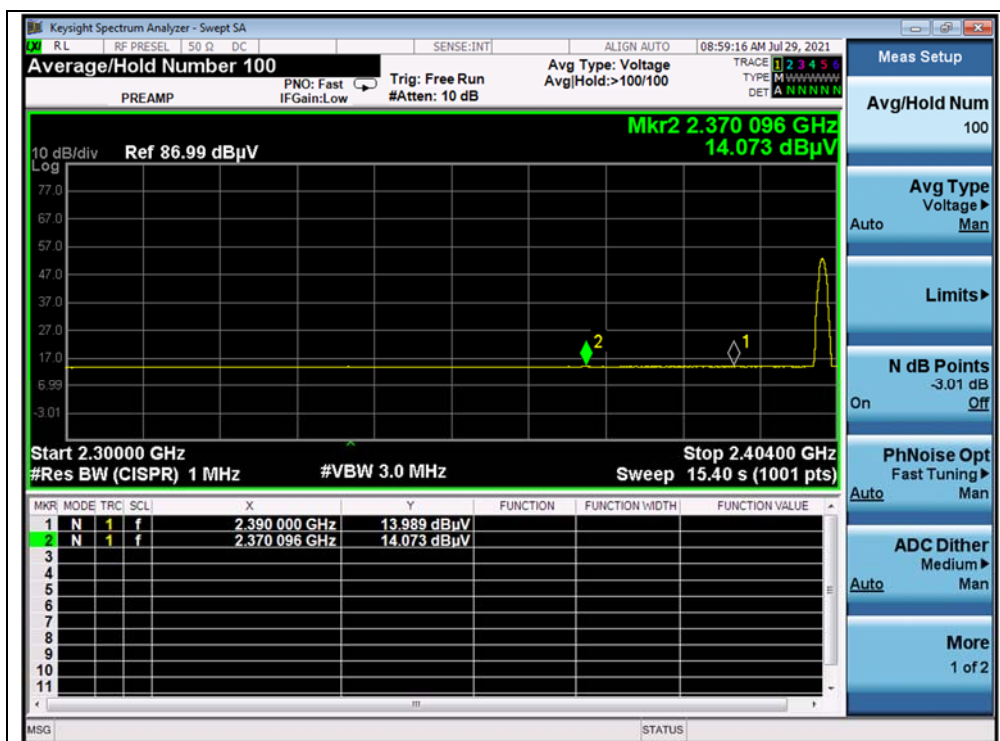 Keysight Spectrum Analyzer - Swept SA
LXI RL RF PRESEL 50 Ω DC SENSE:INT ALIGN AUTO 08:59:16 AM Jul 29, 2021
Average/Hold Number 100
PREAMP
PNO: Fast
IFGain:Low
Trig: Free Run
#Atten: 10 dB
Avg Type: Voltage
Avg|Hold:>100/100
TRACE 1 2 3 4 5 6
TYPE M W W W W W
DET A N N N N N
Mkr2 2.370 096 GHz
14.073 dBµV
10 dB/div Ref 86.99 dBµV
Log
77.0
67.0
57.0
47.0
37.0
27.0
17.0
6.99
-3.01
2
1
Start 2.30000 GHz Stop 2.40400 GHz
#Res BW (CISPR) 1 MHz #VBW 3.0 MHz Sweep 15.40 s (1001 pts)
MKR MODE TRC SCL X Y FUNCTION FUNCTION WIDTH FUNCTION VALUE
1 N 1 f 2.390 000 GHz 13.989 dBµV
2 N 1 f 2.370 096 GHz 14.073 dBµV
3
4
5
6
7
8
9
10
11
MSG STATUS
Meas Setup
Avg/Hold Num
100
Avg Type
Voltage
Auto Man
Limits
N dB Points
-3.01 dB
On Off
PhNoise Opt
Fast Tuning
Auto Man
ADC Dither
Medium
Auto Man
More
1 of 2